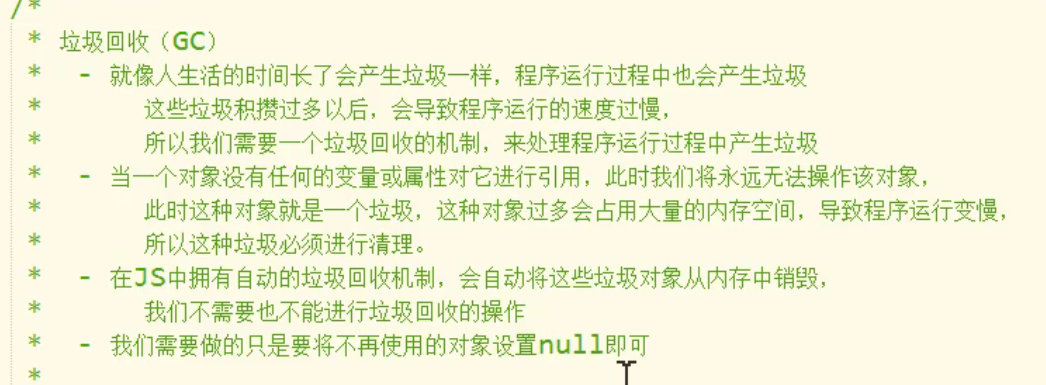 /*
* 垃圾回收（GC）
* - 就像人生活的时间长了会产生垃圾一样，程序运行过程中也会产生垃圾
* 这些垃圾积攒过多以后，会导致程序运行的速度过慢，
* 所以我们需要一个垃圾回收的机制，来处理程序运行过程中产生垃圾
* - 当一个对象没有任何的变量或属性对它进行引用，此时我们将永远无法操作该对象，
* 此时这种对象就是一个垃圾，这种对象过多会占用大量的内存空间，导致程序运行变慢，
* 所以这种垃圾必须进行清理。
* - 在JS中拥有自动的垃圾回收机制，会自动将这些垃圾对象从内存中销毁，
* 我们不需要也不能进行垃圾回收的操作
* - 我们需要做的只是要将不再使用的对象设置null即可
*